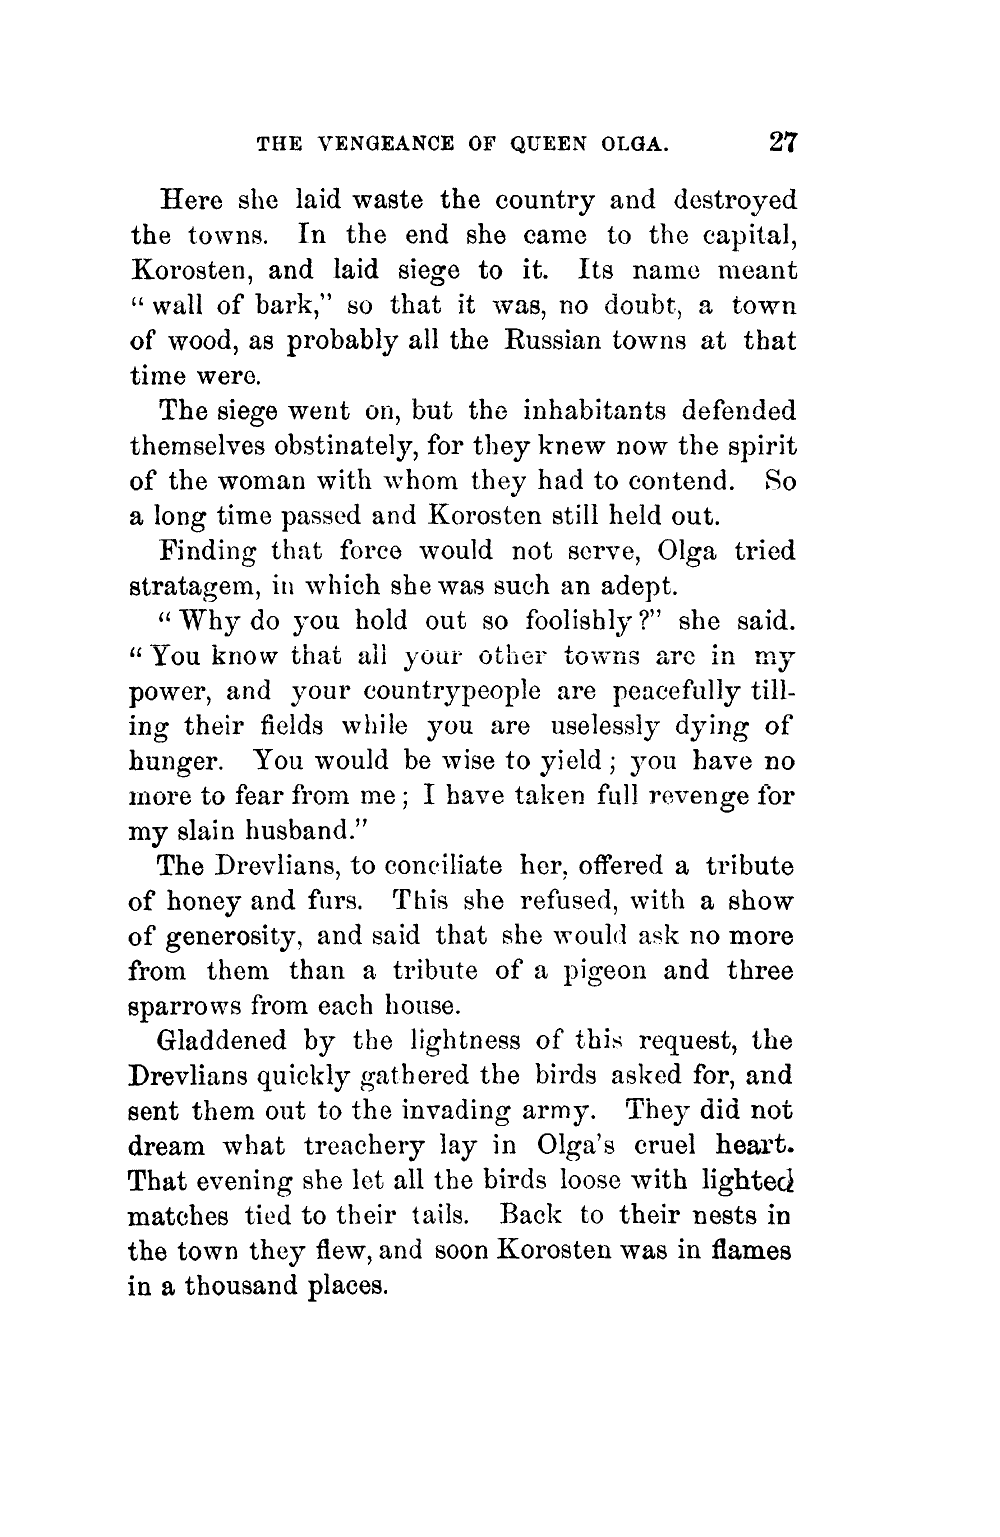 THE VENGEANCE OF QUEEN OLGA. 27
Here she laid waste the country and destroyed
the towns. In the end she came to the capital,
Korosten, and laid siege to it. Its name meant
“ wall of bark,” so that it was, no doubt, a town
of wood, as probably all the Russian towns at that
time were.
The siege went on, but the inhabitants defended
themselves obstinately, for they knew now the spirit
of the woman with whom they had to contend. So
a long time passed and Korosten still held out.
Finding that force would not serve, Olga tried
stratagem, in which she was such an adept.
“ Why do you hold out so foolishly ?” she said.
“ You know that all your other towns are in my
power, and your countrypeople are peacefully till-
ing their fields while you are uselessly dying of
hunger. You would be wise to yield ; you have no
more to fear from me ; I have taken full revenge for
my slain husband.”
The Drevlians, to conciliate her, offered a tribute
of honey and furs. This she refused, with a show
of generosity, and said that she would ask no more
from them than a tribute of a pigeon and three
sparrows from each house.
Gladdened by the lightness of this request, the
Drevlians quickly gathered the birds asked for, and
sent them out to the invading army. They did not
dream what treachery lay in Olga’s cruel heart.
That evening she let all the birds loose with lighted
matches tied to their tails. Back to their nests in
the town they flew, and soon Korosten was in flames
in a thousand places.